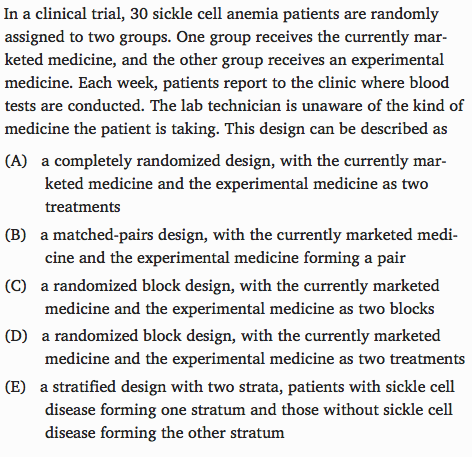 In a clinical trial, 30 sickle cell anemia patients are randomly
assigned to two groups. One group receives the currently mar-
keted medicine, and the other group receives an experimental
medicine. Each week, patients report to the clinic where blood
tests are conducted. The lab technician is unaware of the kind of
medicine the patient is taking. This design can be described as
(A) a completely randomized design, with the currently mar-
keted medicine and the experimental medicine as two
treatments
(B) a matched-pairs design, with the currently marketed medi-
cine and the experimental medicine forming a pair
(C) a randomized block design, with the currently marketed
medicine and the experimental medicine as two blocks
(D) a randomized block design, with the currently marketed
medicine and the experimental medicine as two treatments
(E) a stratified design with two strata, patients with sickle cell
disease forming one stratum and those without sickle cell
disease forming the other stratum